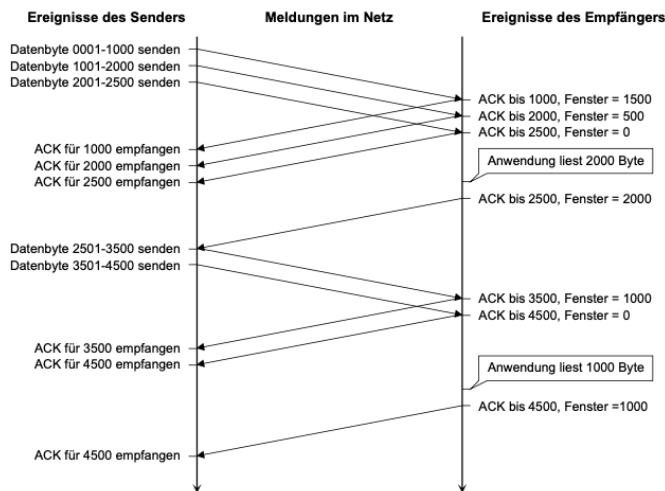 Ereignisse des Senders
Meldungen im Netz
Ereignisse des Empfängers
Datenbyte 0001-1000 senden
Datenbyte 1001-2000 senden
Datenbyte 2001-2500 senden
ACK bis 1000, Fenster = 1500
ACK bis 2000, Fenster = 500
ACK bis 2500, Fenster = 0
ACK für 1000 empfangen
ACK für 2000 empfangen
ACK für 2500 empfangen
Anwendung liest 2000 Byte
ACK bis 2500, Fenster = 2000
Datenbyte 2501-3500 senden
Datenbyte 3501-4500 senden
ACK bis 3500, Fenster = 1000
ACK bis 4500, Fenster = 0
ACK für 3500 empfangen
ACK für 4500 empfangen
Anwendung liest 1000 Byte
ACK bis 4500, Fenster =1000
ACK für 4500 empfangen